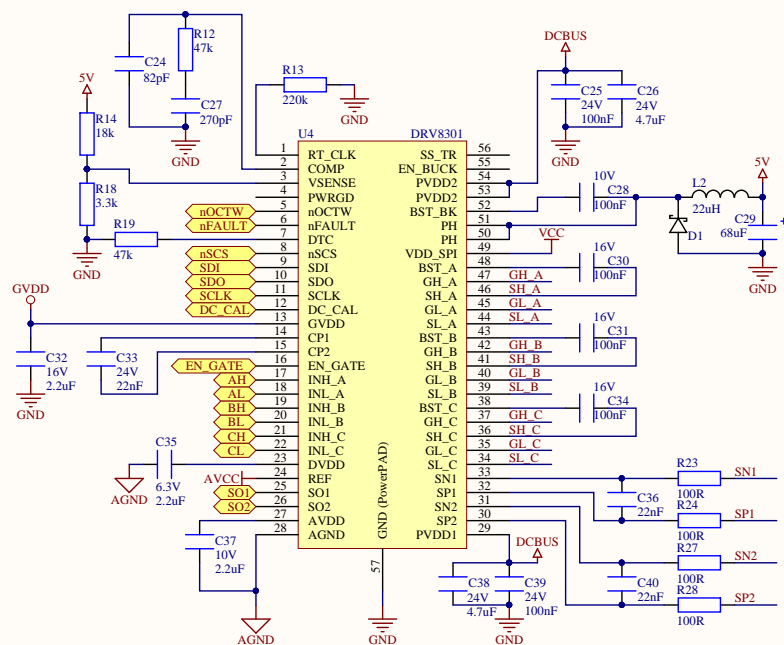 R12
47k
C24
82pF
C27
270pF
GND
R13
220k
GND
5V
R14
18k
R18
3.3k
R19
47k
GND
DCBUS
C25
24V
100nF
C26
24V
4.7uF
GND
U4
DRV8301
1 RT_CLK
2 COMP
3 VSENSE
4 PWRGD
nOCTW 5 nOCTW
nFAULT 6 nFAULT
7 DTC
nSCS 8 nSCS
SDI 9 SDI
SDO 10 SDO
SCLK 11 SCLK
DC_CAL 12 DC_CAL
13 GVDD
14 CP1
15 CP2
EN_GATE 16 EN_GATE
AH 17 INH_A
AL 18 INL_A
BH 19 INH_B
BL 20 INL_B
CH 21 INH_C
CL 22 INL_C
23 DVDD
AVCC 24 REF
SO1 25 SO1
SO2 26 SO2
27 AVDD
28 AGND
GND (PowerPAD)
57
GND
SS_TR 56
EN_BUCK 55
PVDD2 54
PVDD2 53
BST_BK 52
PH 51
PH 50
VDD_SPI 49 VCC
BST_A 48
GH_A 47 GH_A
SH_A 46 SH_A
GL_A 45 GL_A
SL_A 44 SL_A
BST_B 43
GH_B 42 GH_B
SH_B 41 SH_B
GL_B 40 GL_B
SL_B 39 SL_B
BST_C 38
GH_C 37 GH_C
SH_C 36 SH_C
GL_C 35 GL_C
SL_C 34 SL_C
SN1 33
SP1 32
SN2 31
SP2 30
PVDD1 29
GVDD
C32
16V
2.2uF
GND
C33
24V
22nF
C35
6.3V
2.2uF
AGND
C37
10V
2.2uF
AGND
10V
C28
100nF
L2
22uH
5V
D1
C29
68uF
+
GND
16V
C30
100nF
16V
C31
100nF
16V
C34
100nF
R23
100R
SN1
C36
22nF
R24
100R
SP1
R27
100R
SN2
C40
22nF
R28
100R
SP2
DCBUS
C38
24V
4.7uF
C39
24V
100nF
GND